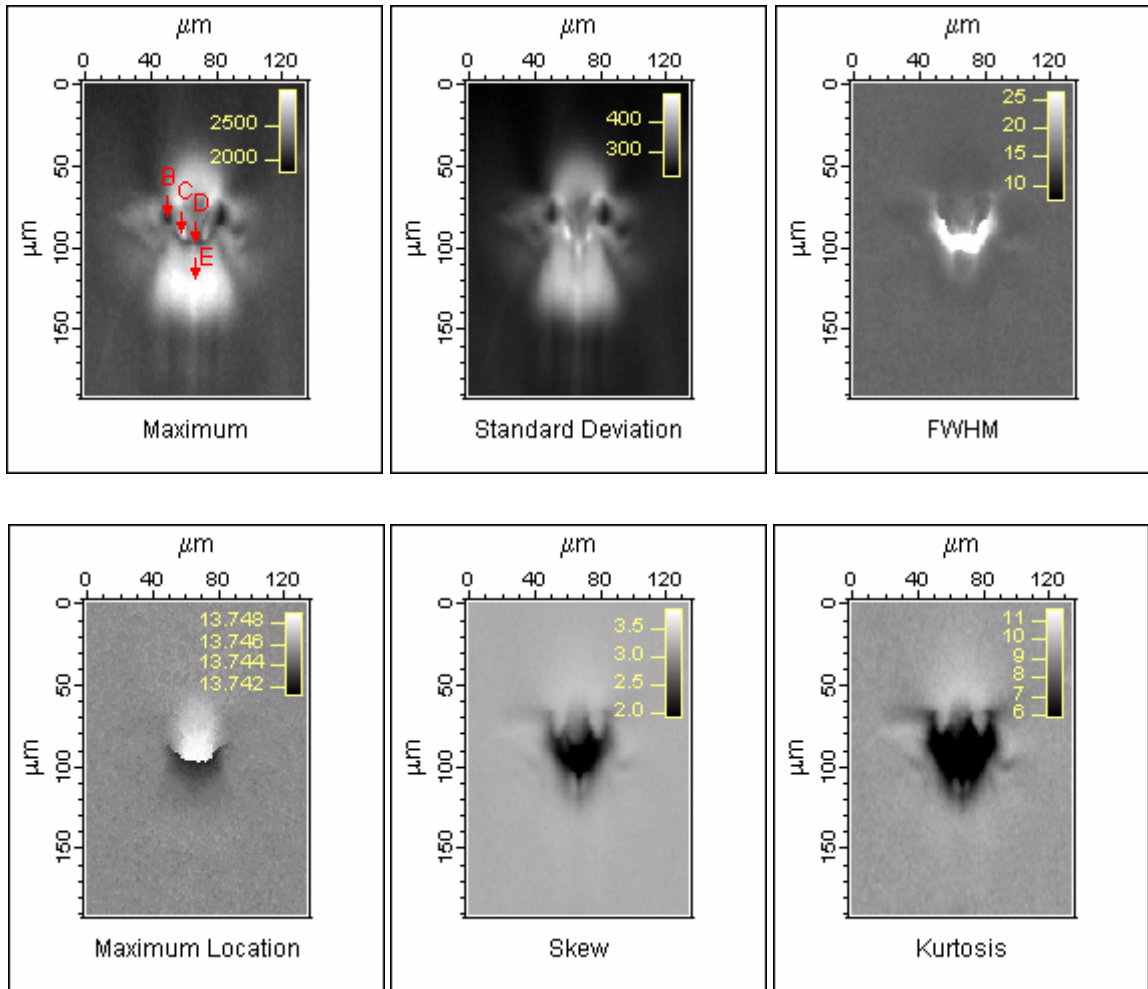 μm
0 40 80 120
0
50
100
150
μm
2500
2000
B
C
D
E
Maximum
μm
0 40 80 120
0
50
100
150
μm
400
300
Standard Deviation
μm
0 40 80 120
0
50
100
150
μm
25
20
15
10
FWHM
μm
0 40 80 120
0
50
100
150
μm
13.748
13.746
13.744
13.742
Maximum Location
μm
0 40 80 120
0
50
100
150
μm
3.5
3.0
2.5
2.0
Skew
μm
0 40 80 120
0
50
100
150
μm
11
10
9
8
7
6
Kurtosis